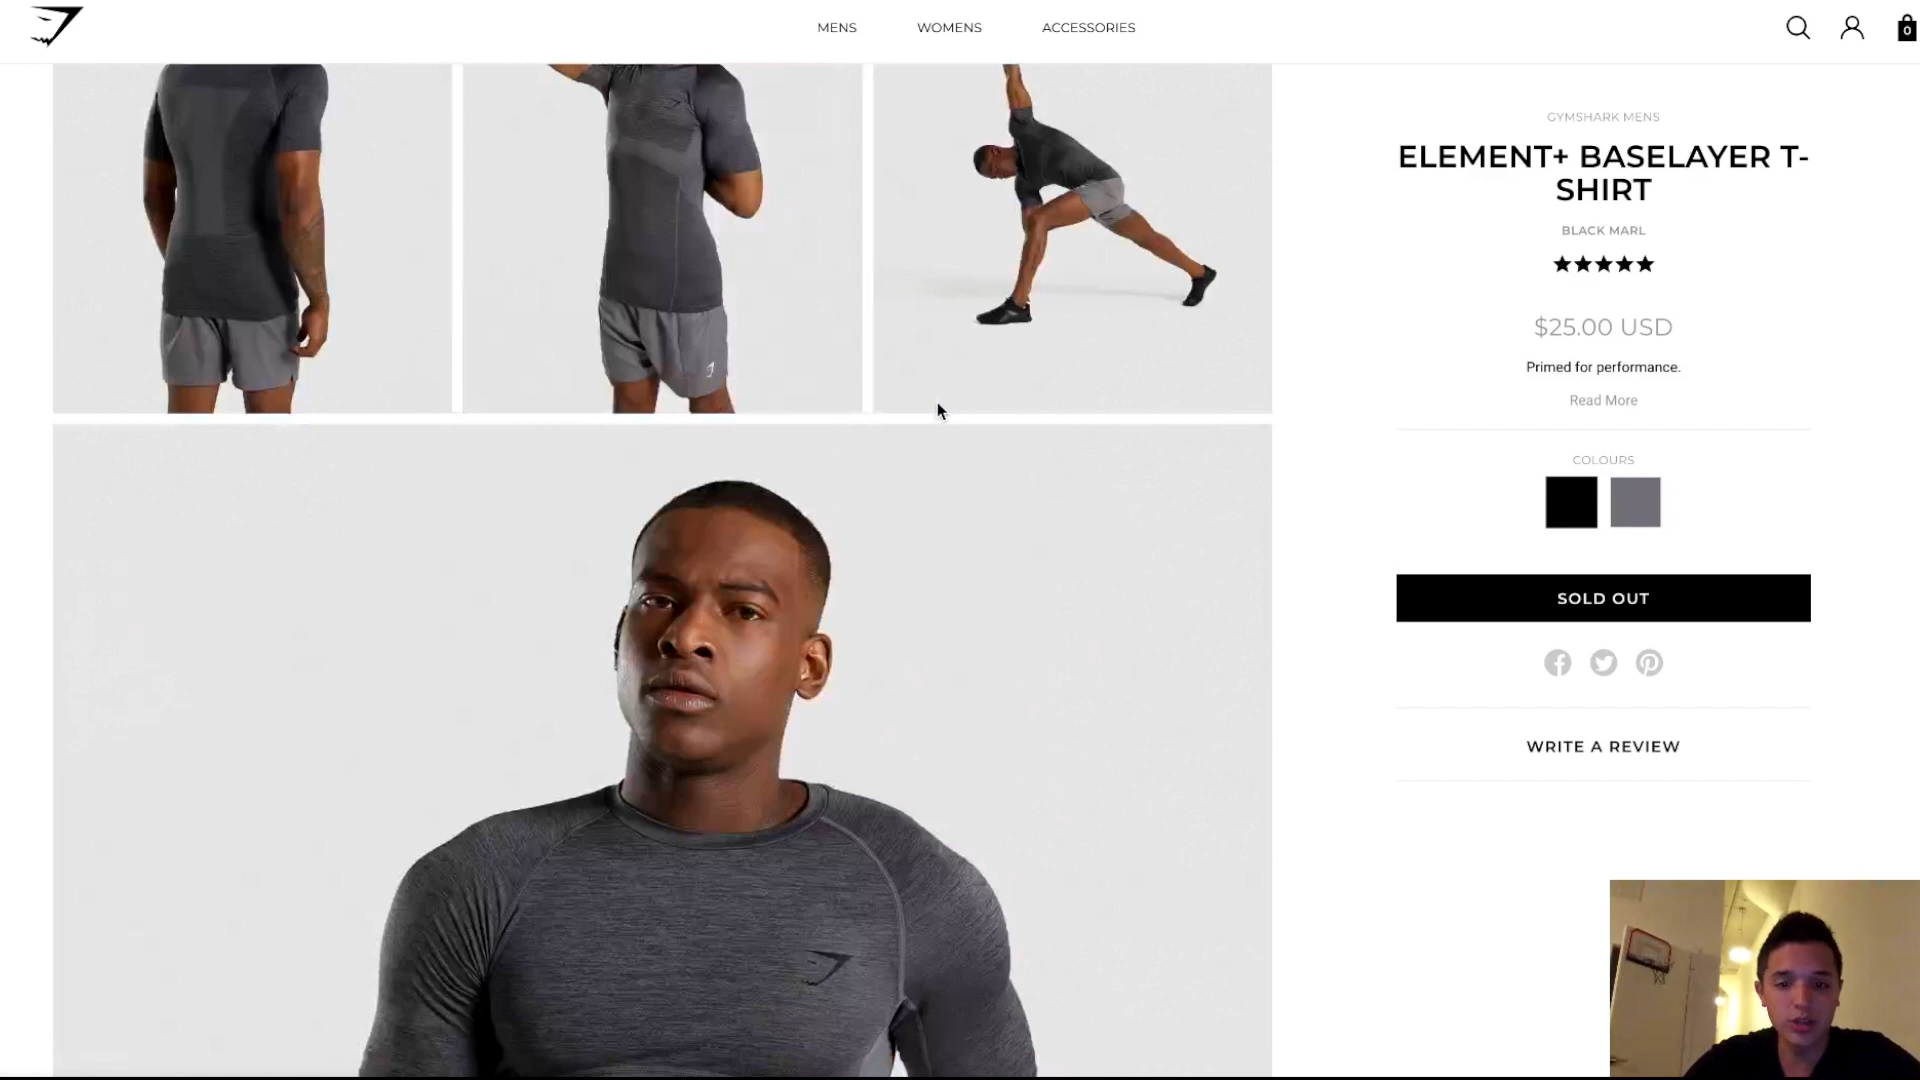 MENS
WOMENS
ACCESSORIES
0
GYMSHARK MENS
ELEMENT+ BASELAYER T-
SHIRT
BLACK MARL
$25.00 USD
Primed for performance.
Read More
COLOURS
SOLD OUT
WRITE A REVIEW